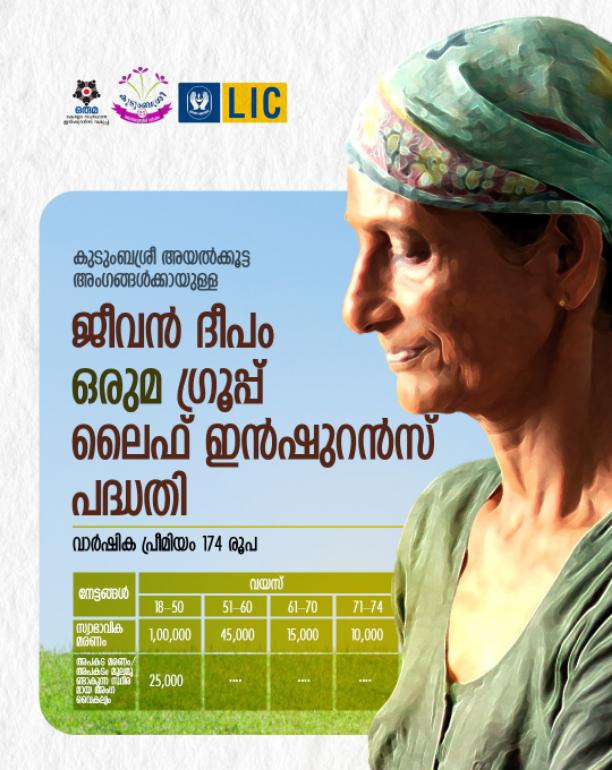 ഒരുമ
കുടുംബശ്രീ
LIC
കുടുംബശ്രീ അയൽക്കൂട്ട
അംഗങ്ങൾക്കായുള്ള
ജീവൻ ദീപം
ഒരുമ ഗ്രൂപ്പ്
ലൈഫ് ഇൻഷുറൻസ്
പദ്ധതി
വാർഷിക പ്രീമിയം 174 രൂപ
നേട്ടങ്ങൾ
വയസ്
18–50 51–60 61–70 71–74
സ്വാഭാവിക
മരണം
1,00,000 45,000 15,000 10,000
അപകട മരണം/
അപകടം മൂലമു
ണ്ടാകുന്ന സ്ഥിര
മായ അംഗ
വൈകല്യം
25,000 .... .... ....